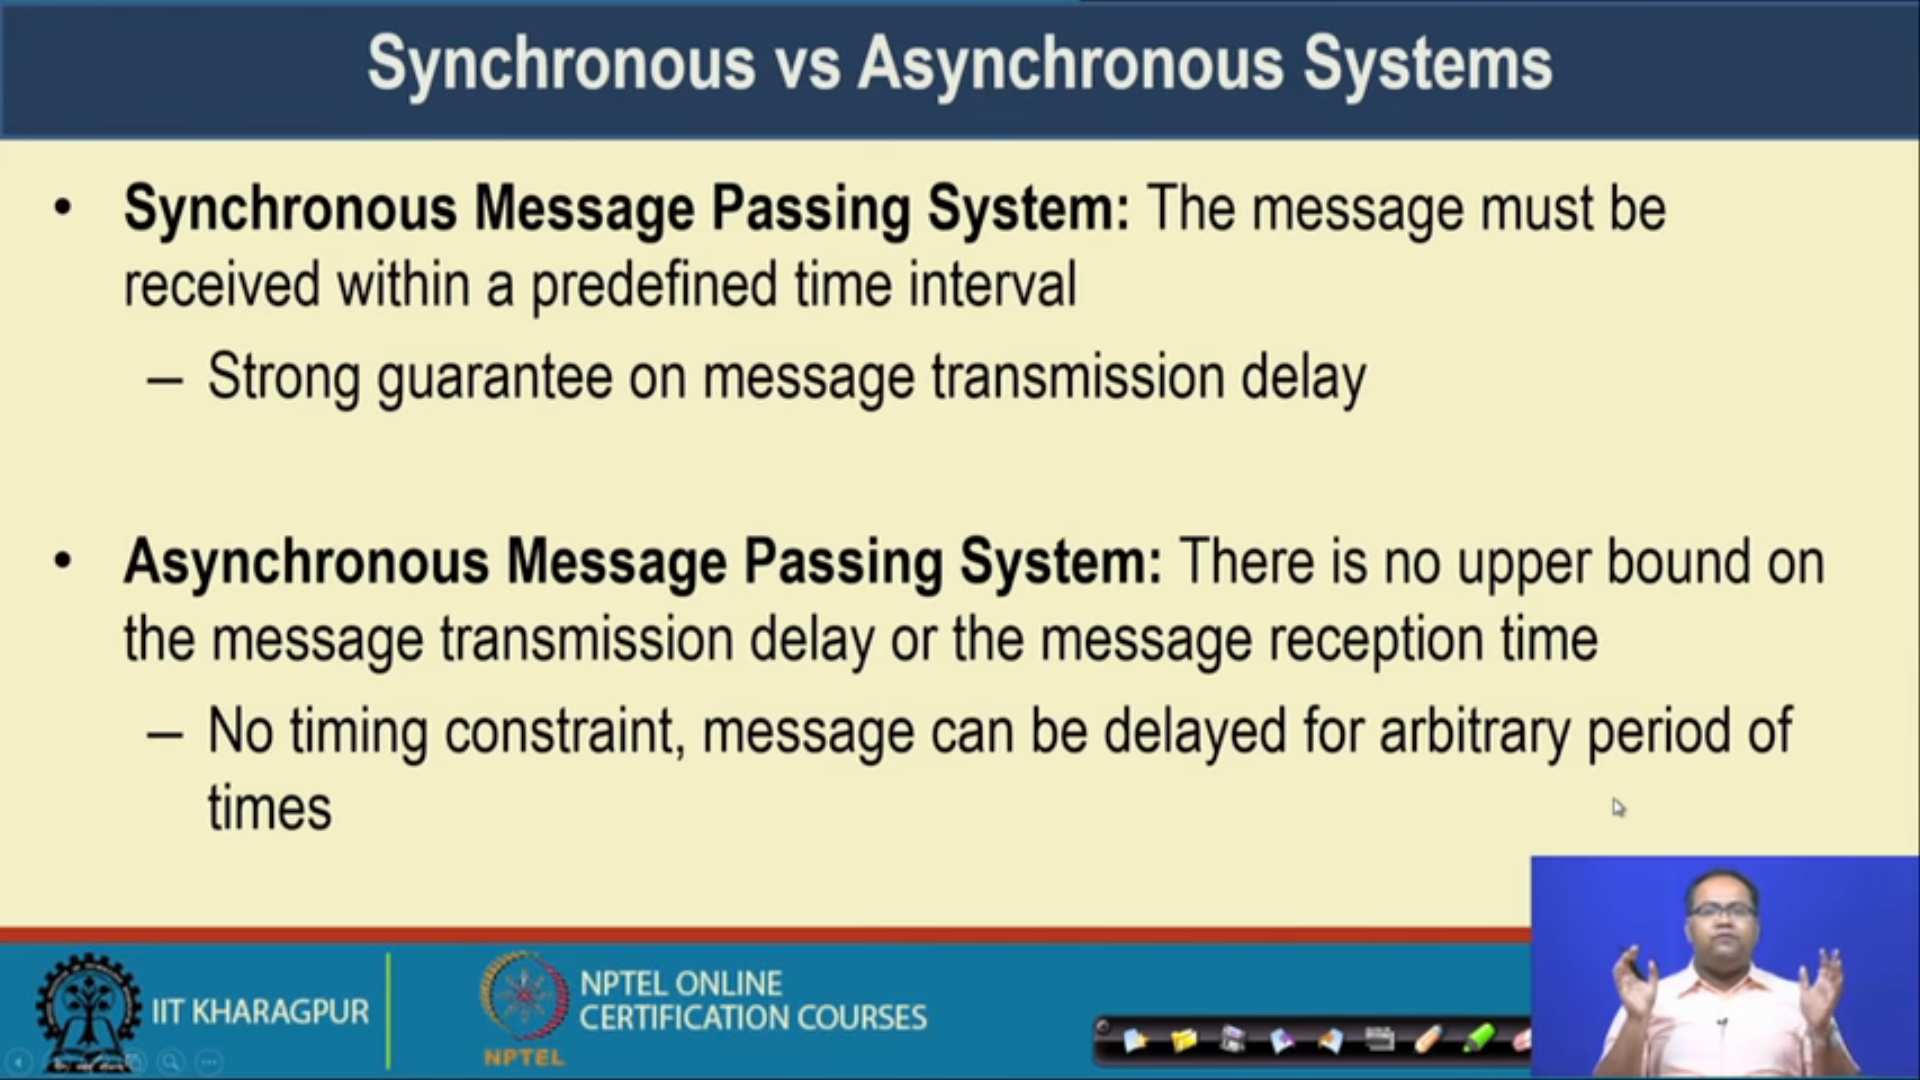 Synchronous vs Asynchronous Systems
• Synchronous Message Passing System: The message must be
received within a predefined time interval
– Strong guarantee on message transmission delay
• Asynchronous Message Passing System: There is no upper bound on
the message transmission delay or the message reception time
– No timing constraint, message can be delayed for arbitrary period of
times
IIT KHARAGPUR
NPTEL
NPTEL ONLINE
CERTIFICATION COURSES